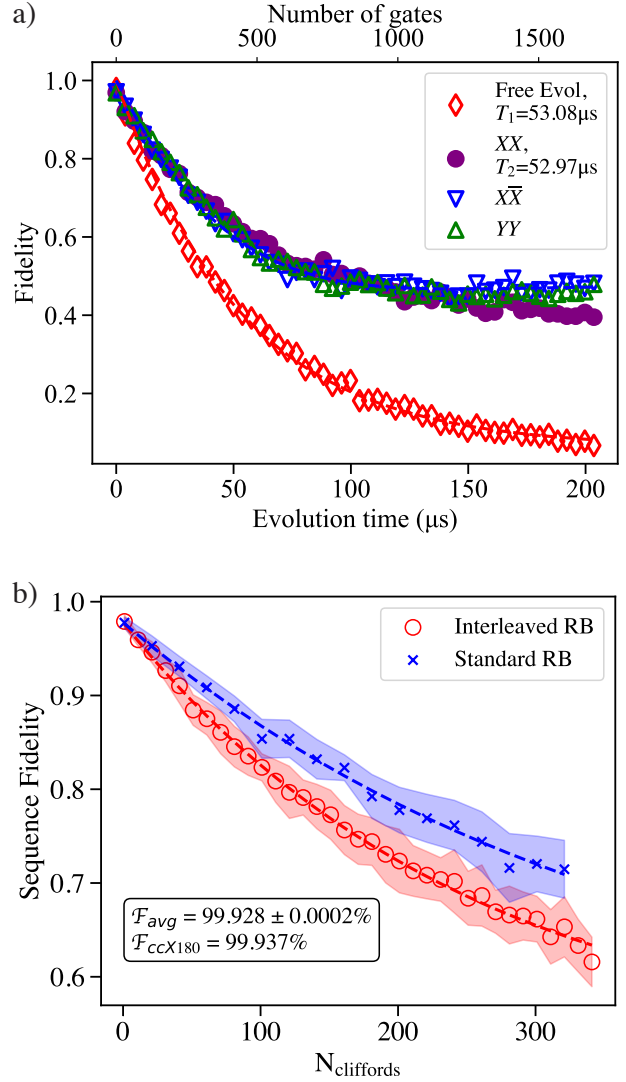 a)
Number of gates
0 500 1000 1500
1.0
0.8
0.6
0.4
0.2
Fidelity
Free Evol,
T₁=53.08μs
XX,
T₂=52.97μs
XX̅
YY
0 50 100 150 200
Evolution time (μs)
b)
1.0
0.9
0.8
0.7
0.6
Sequence Fidelity
Interleaved RB
Standard RB
ℱavg = 99.928 ± 0.0002%
ℱccX180 = 99.937%
0 100 200 300
Ncliffords